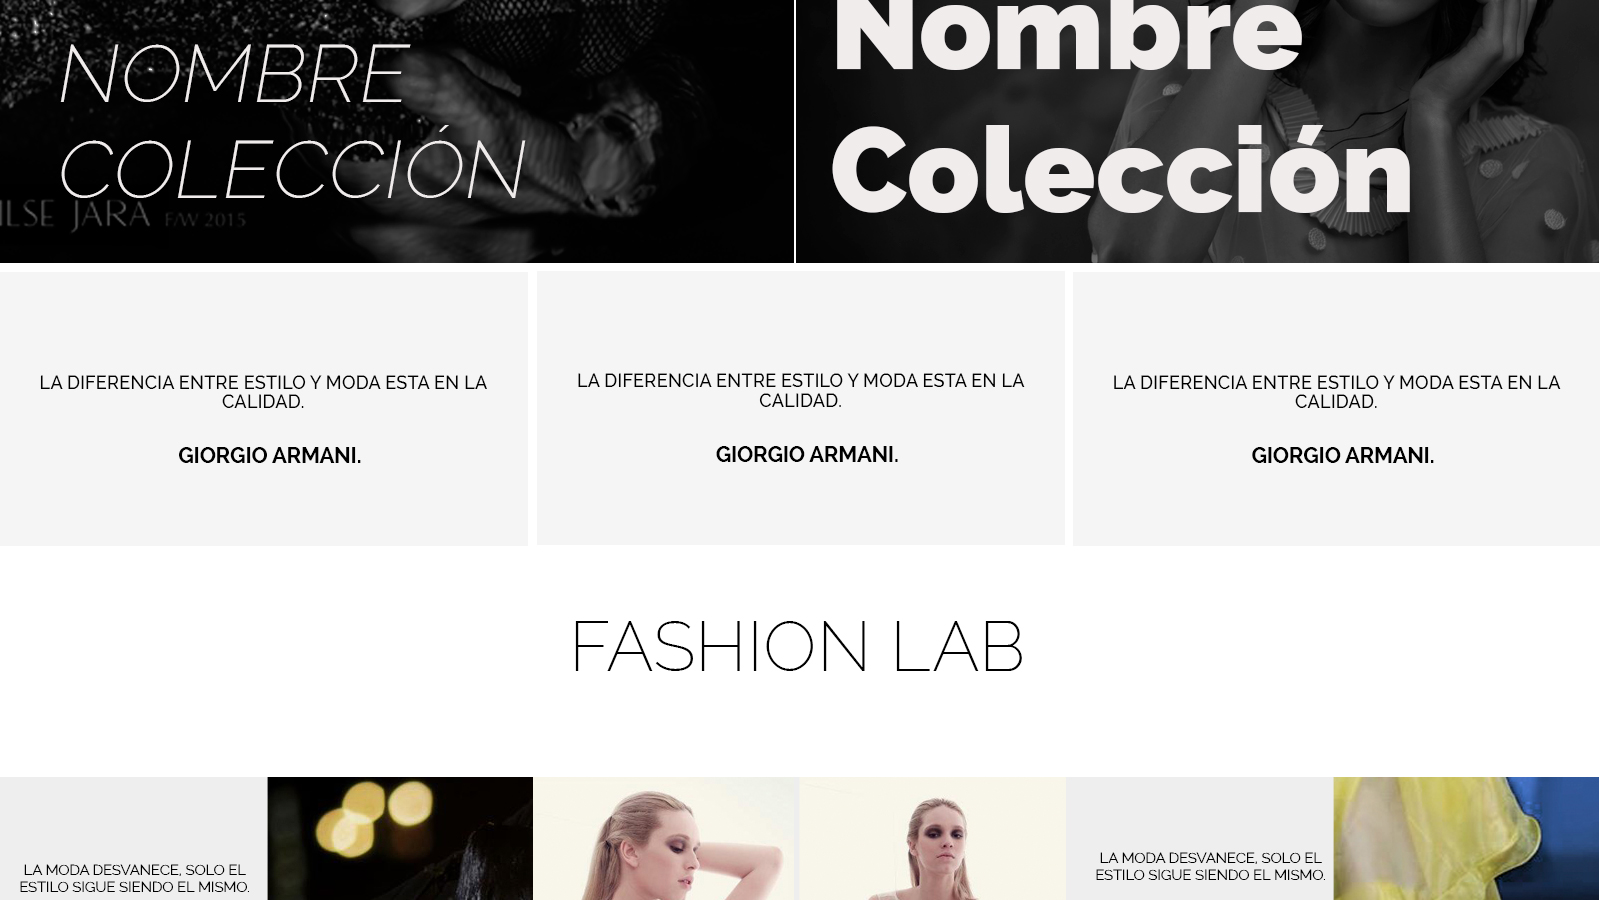 NOMBRE
COLECCIÓN
ILSE JARA F/W 2015
Nombre
Colección
LA DIFERENCIA ENTRE ESTILO Y MODA ESTA EN LA
CALIDAD.
GIORGIO ARMANI.
LA DIFERENCIA ENTRE ESTILO Y MODA ESTA EN LA
CALIDAD.
GIORGIO ARMANI.
LA DIFERENCIA ENTRE ESTILO Y MODA ESTA EN LA
CALIDAD.
GIORGIO ARMANI.
FASHION LAB
LA MODA DESVANECE, SOLO EL
ESTILO SIGUE SIENDO EL MISMO.
LA MODA DESVANECE, SOLO EL
ESTILO SIGUE SIENDO EL MISMO.